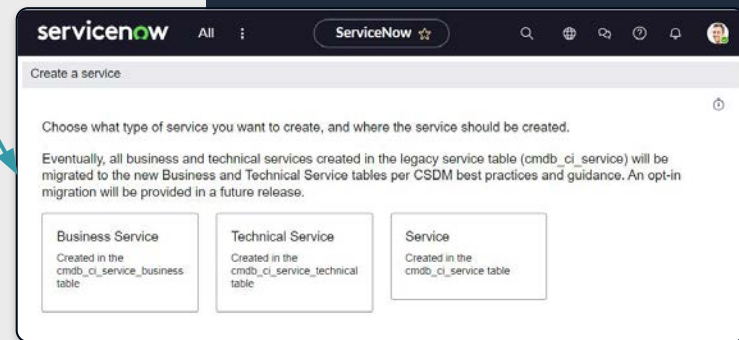 servicenow All ServiceNow
Create a service
Choose what type of service you want to create, and where the service should be created.
Eventually, all business and technical services created in the legacy service table (cmdb_ci_service) will be
migrated to the new Business and Technical Service tables per CSDM best practices and guidance. An opt-in
migration will be provided in a future release.
Business Service
Created in the
cmdb_ci_service_business
table
Technical Service
Created in the
cmdb_ci_service_technical
table
Service
Created in the
cmdb_ci_service table